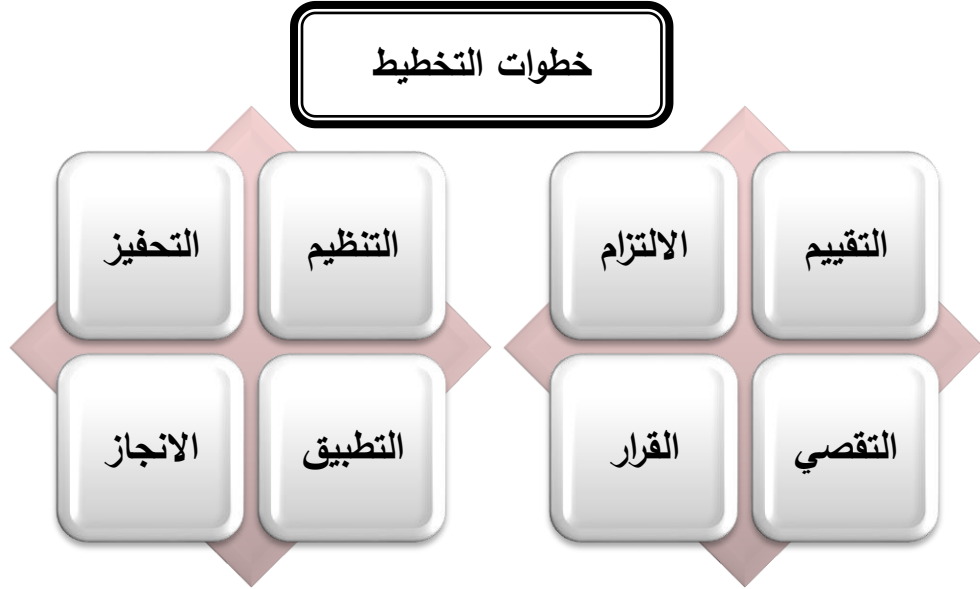 خطوات التخطيط
التقييم
الالتزام
التنظيم
التحفيز
التقصي
القرار
التطبيق
الانجاز